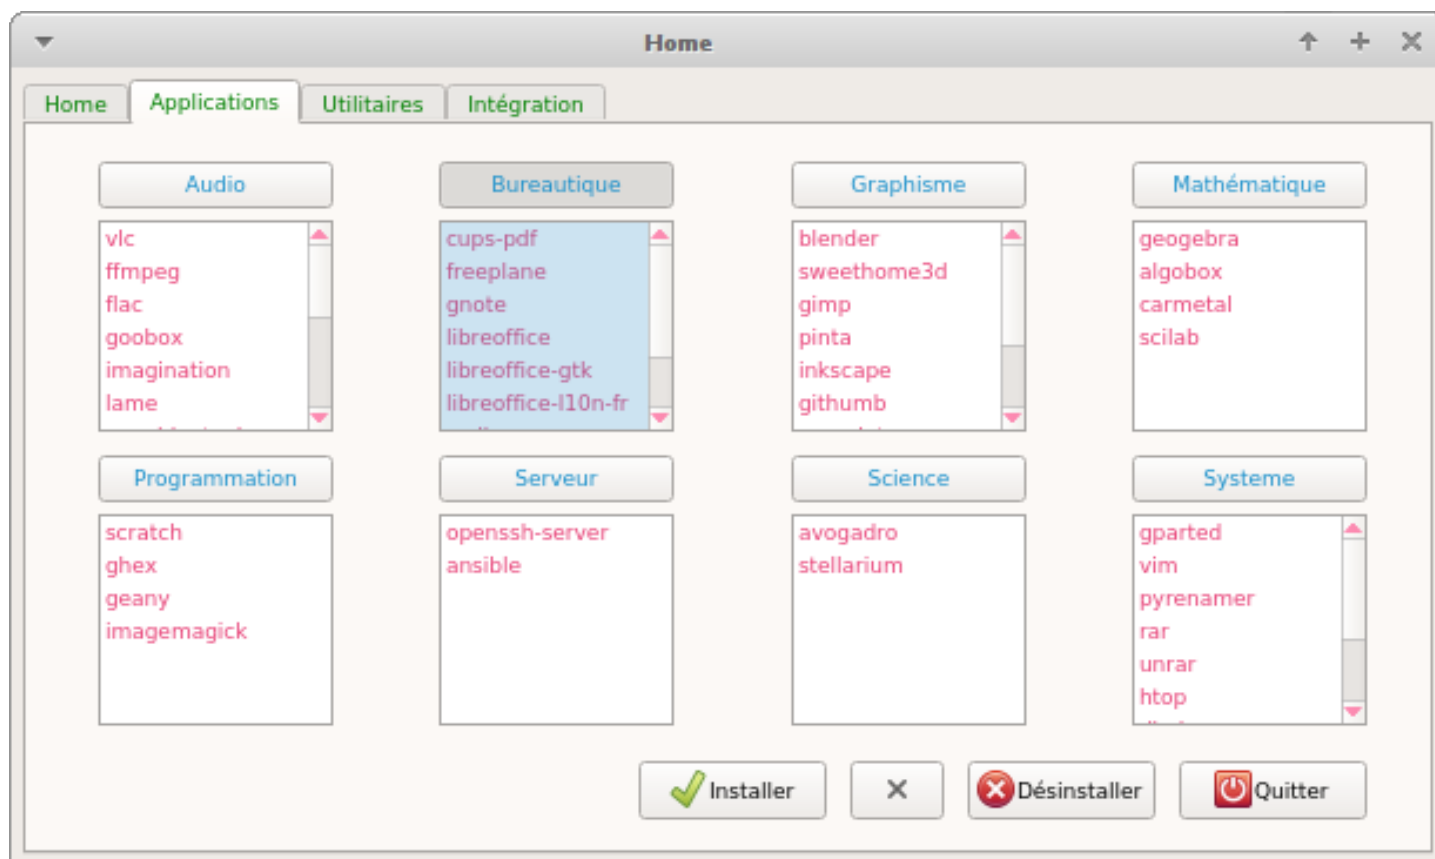 Home
Home Applications Utilitaires Intégration
Audio Bureautique Graphisme Mathématique
vlc
ffmpeg
flac
goobox
imagination
lame
cups-pdf
freeplane
gnote
libreoffice
libreoffice-gtk
libreoffice-l10n-fr
blender
sweethome3d
gimp
pinta
inkscape
githumb
geogebra
algobox
carmetal
scilab
Programmation Serveur Science Systeme
scratch
ghex
geany
imagemagick
openssh-server
ansible
avogadro
stellarium
gparted
vim
pyrenamer
rar
unrar
htop
Installer Désinstaller Quitter